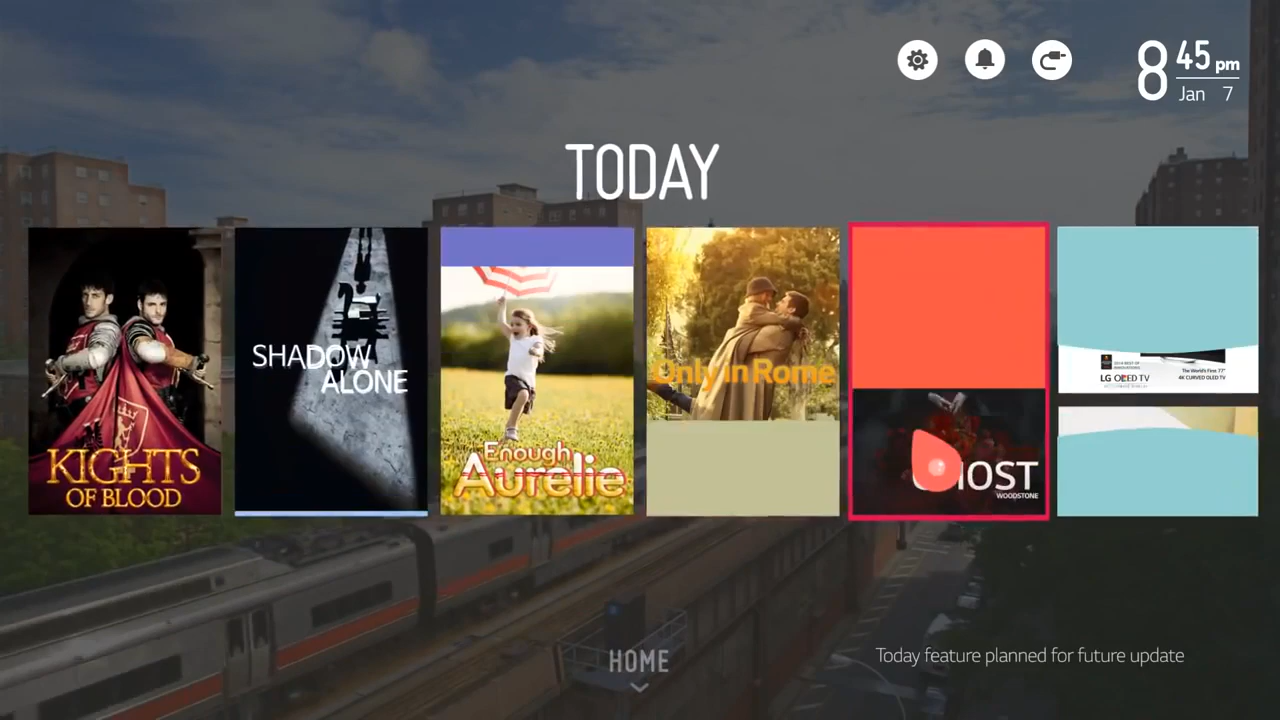 8 45 pm
Jan 7
TODAY
KIGHTS
OF BLOOD
SHADOW
ALONE
Enough
Aurelie
Only in Rome
HOST
WOODSTONE
LG OLED TV
The World's First 77"
4K CURVED OLED TV
HOME
Today feature planned for future update